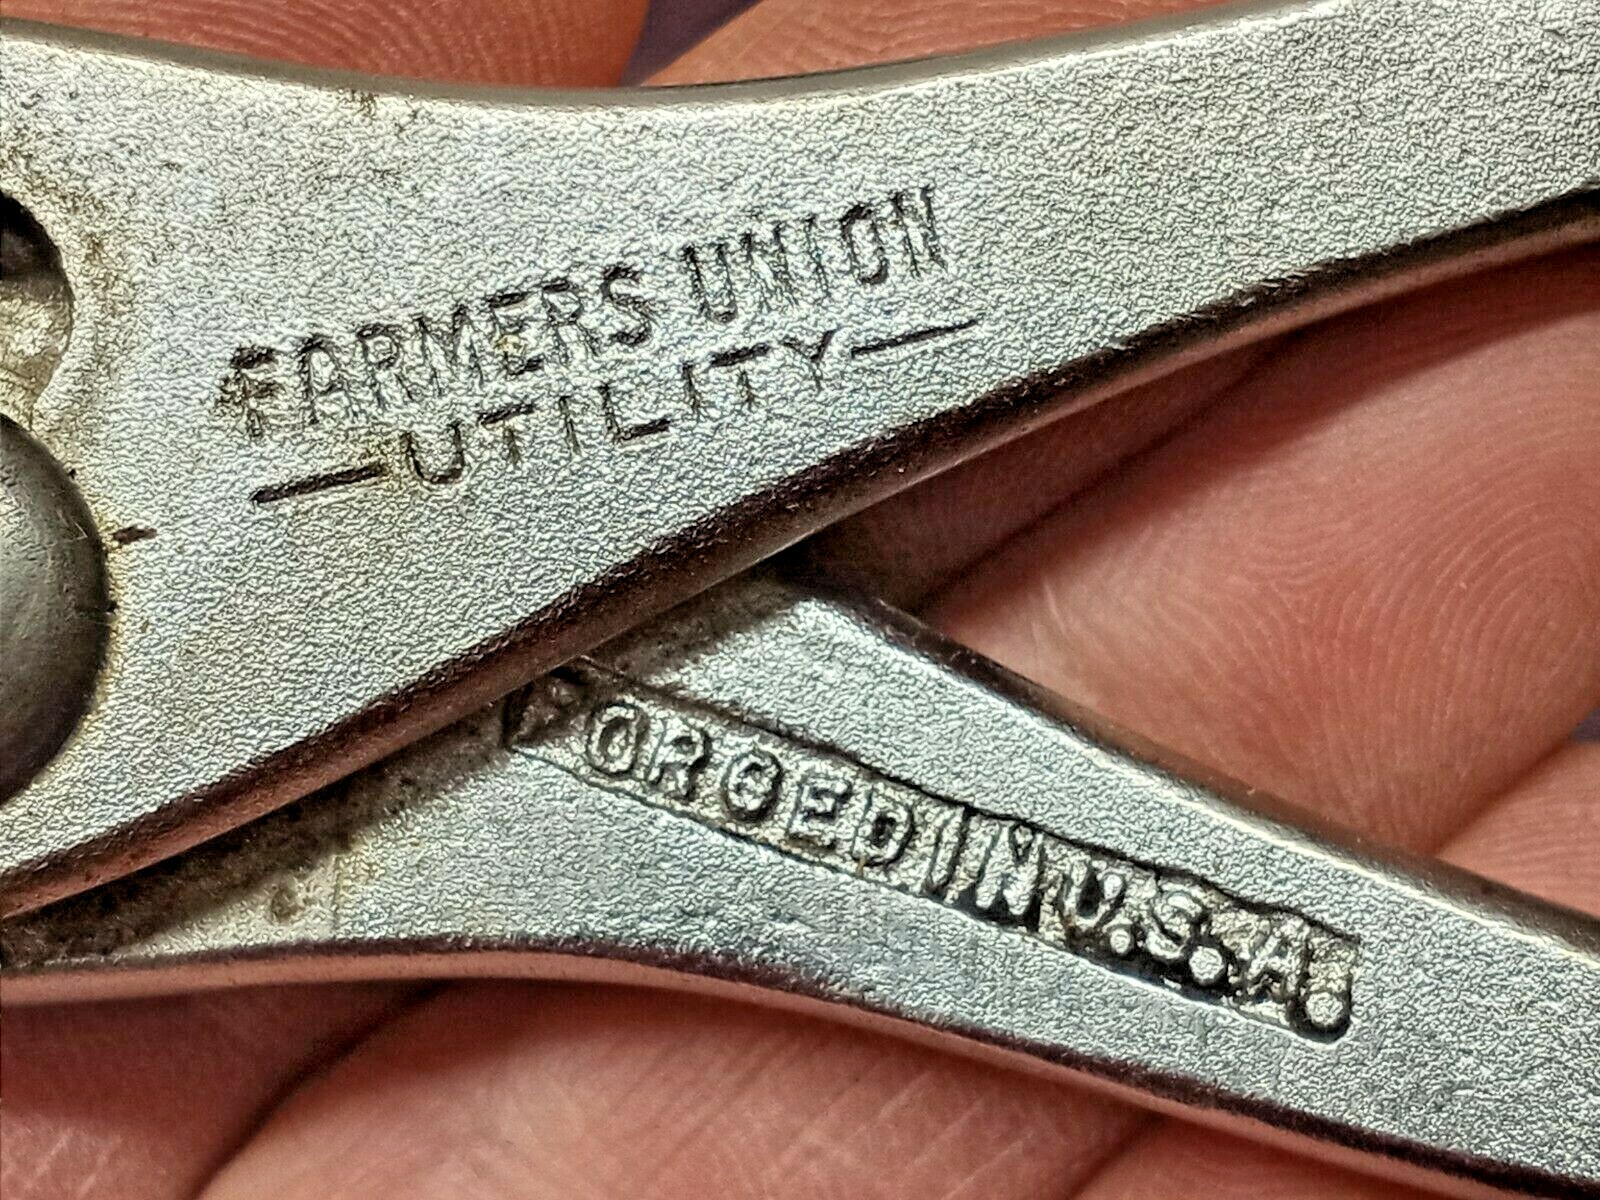 FARMERS UNION
—UTILITY—
FORGED IN U.S.A.